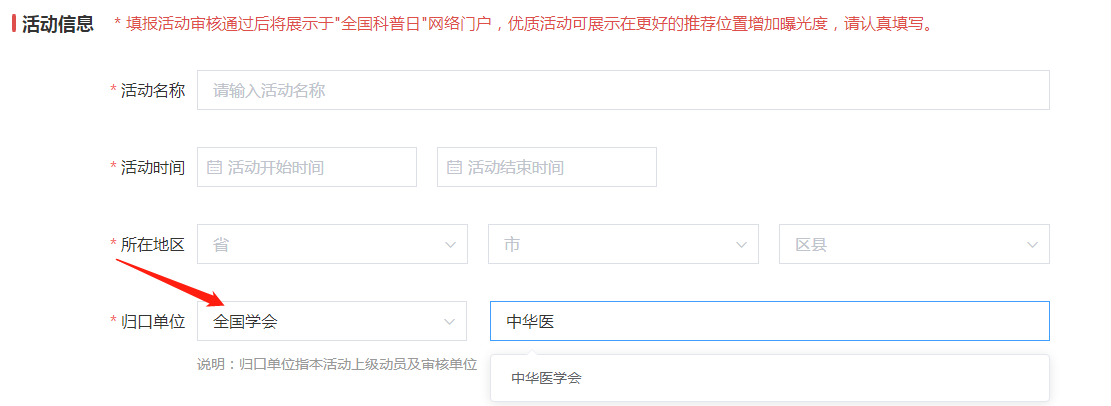 活动信息 * 填报活动审核通过后将展示于"全国科普日"网络门户，优质活动可展示在更好的推荐位置增加曝光度，请认真填写。
* 活动名称 请输入活动名称
* 活动时间 活动开始时间 活动结束时间
* 所在地区 省 市 区县
* 归口单位 全国学会 中华医
说明：归口单位指本活动上级动员及审核单位
中华医学会